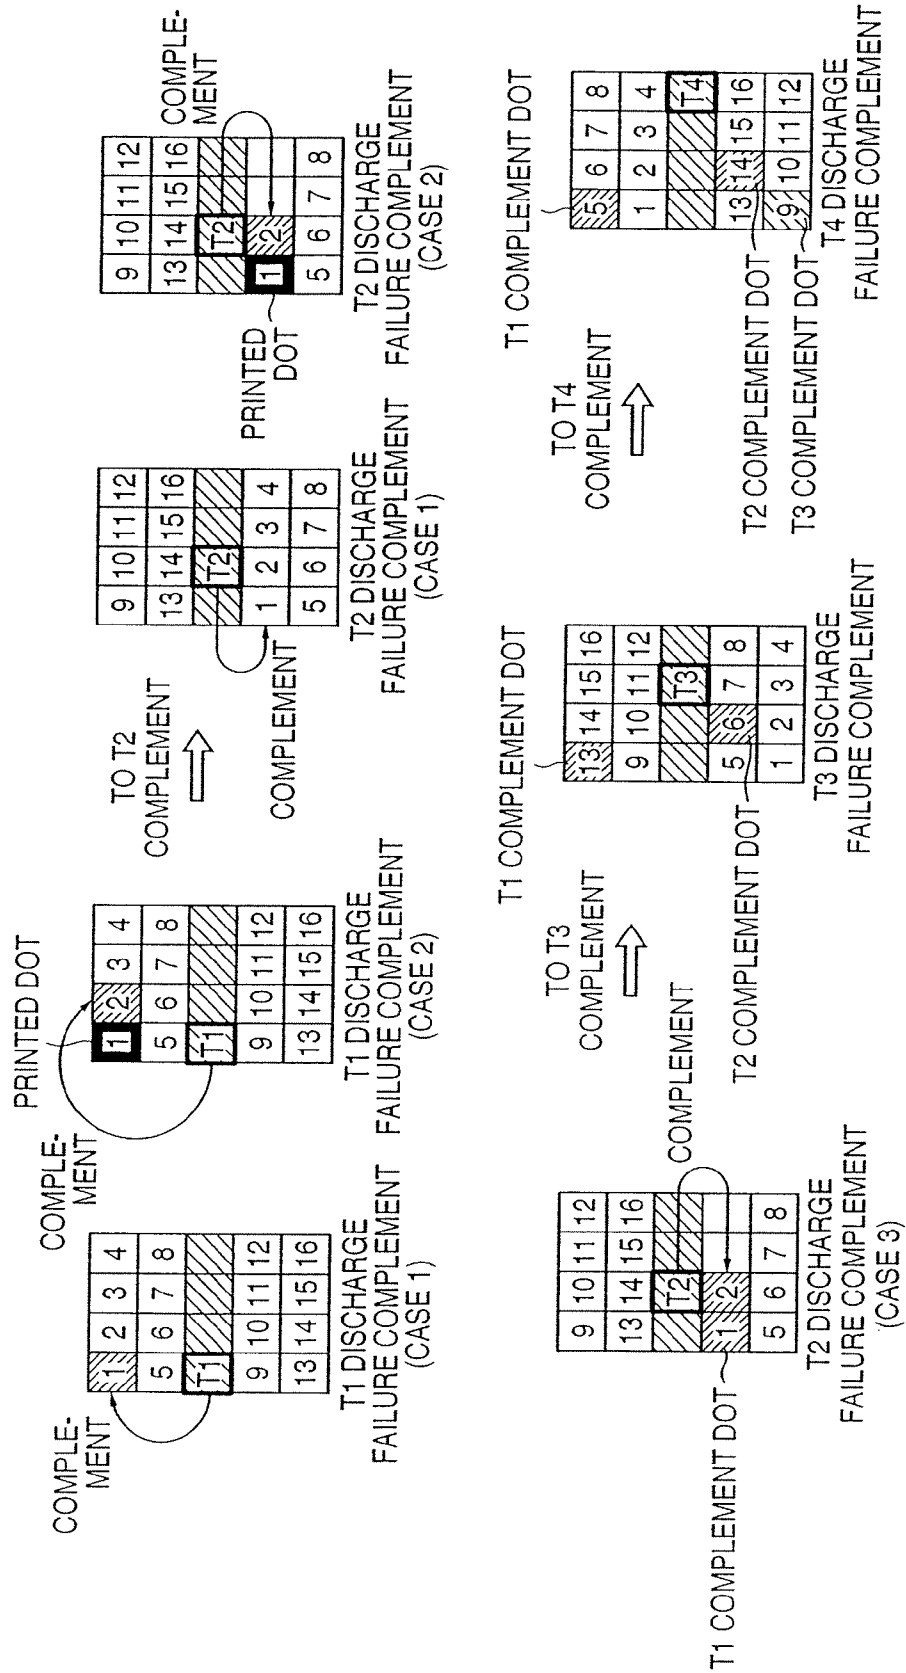 COMPLE-
MENT
1 2 3 4
5 6 7 8
T1
9 10 11 12
13 14 15 16
T1 DISCHARGE
FAILURE COMPLEMENT
(CASE 1)
PRINTED DOT
COMPLE-
MENT
1 2 3 4
5 6 7 8
T1
9 10 11 12
13 14 15 16
T1 DISCHARGE
FAILURE COMPLEMENT
(CASE 2)
TO T2
COMPLEMENT
9 10 11 12
13 14 15 16
T2
1 2 3 4
5 6 7 8
COMPLEMENT
T2 DISCHARGE
FAILURE COMPLEMENT
(CASE 1)
COMPLE-
MENT
9 10 11 12
13 14 15 16
T2
1 2
5 6 7 8
PRINTED
DOT
T2 DISCHARGE
FAILURE COMPLEMENT
(CASE 2)
9 10 11 12
13 14 15 16
T2
1 2
5 6 7 8
COMPLEMENT
T1 COMPLEMENT DOT
T2 DISCHARGE
FAILURE COMPLEMENT
(CASE 3)
TO T3
COMPLEMENT
T1 COMPLEMENT DOT
13 14 15 16
9 10 11 12
T3
5 6 7 8
1 2 3 4
T2 COMPLEMENT DOT
T3 DISCHARGE
FAILURE COMPLEMENT
TO T4
COMPLEMENT
T1 COMPLEMENT DOT
5 6 7 8
1 2 3 4
T4
13 14 15 16
9 10 11 12
T2 COMPLEMENT DOT
T3 COMPLEMENT DOT
T4 DISCHARGE
FAILURE COMPLEMENT